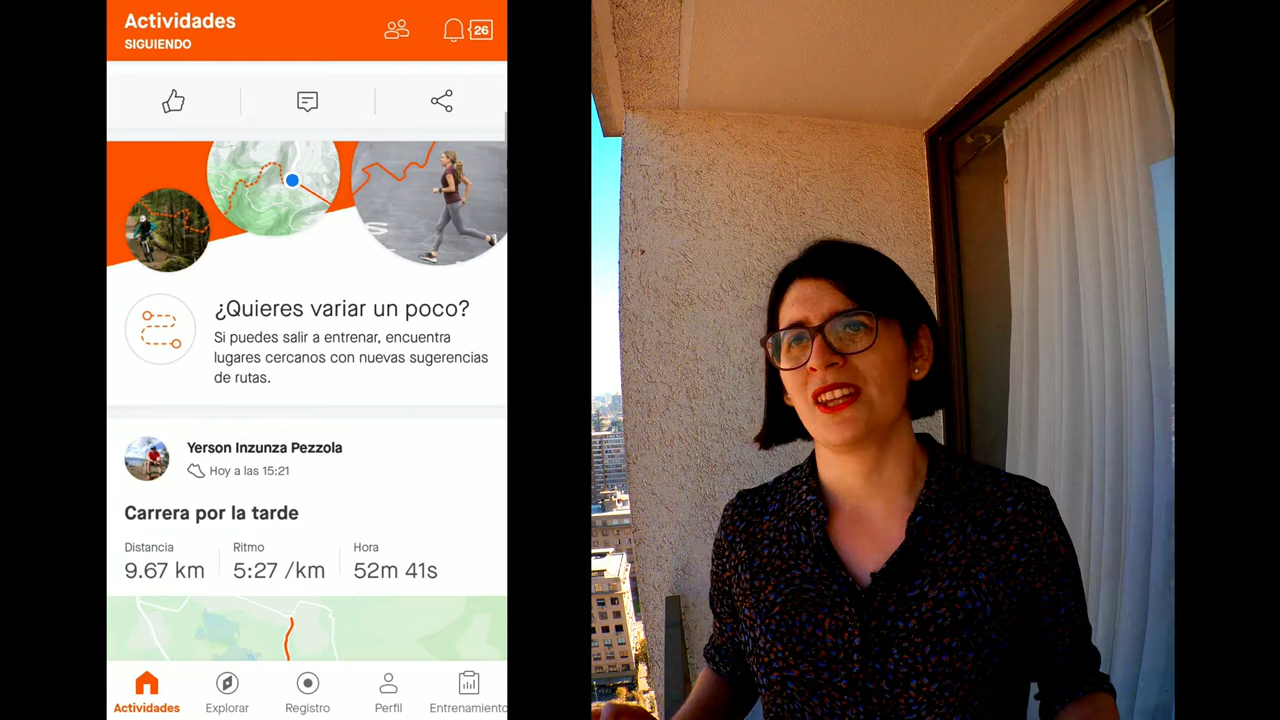 Actividades
SIGUIENDO
26
¿Quieres variar un poco?
Si puedes salir a entrenar, encuentra
lugares cercanos con nuevas sugerencias
de rutas.
Yerson Inzunza Pezzola
Hoy a las 15:21
Carrera por la tarde
Distancia Ritmo Hora
9.67 km 5:27 /km 52m 41s
Actividades Explorar Registro Perfil Entrenamiento